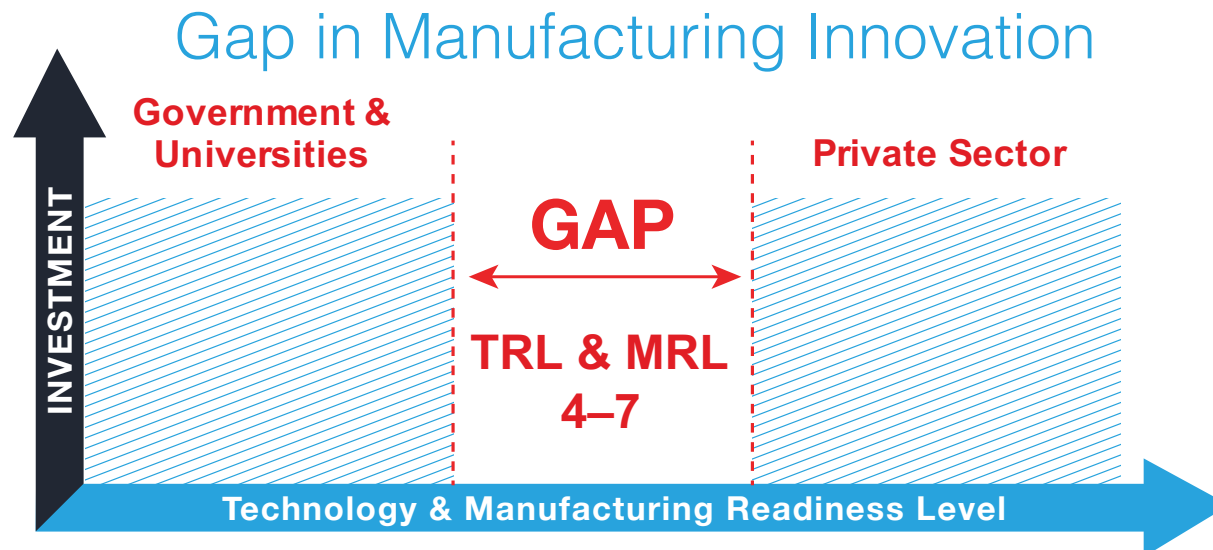 Gap in Manufacturing Innovation
Government &
Universities
Private Sector
GAP
TRL & MRL
4–7
INVESTMENT
Technology & Manufacturing Readiness Level